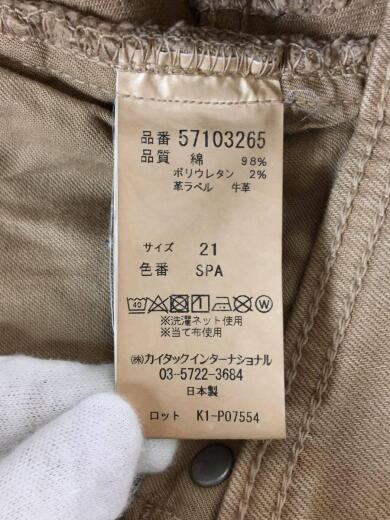 品番 57103265
品質 綿 98%
ポリウレタン 2%
革ラベル 牛革
サイズ 21
色番 SPA
40 W
※洗濯ネット使用
※当て布使用
㈱カイタックインターナショナル
03-5722-3684
日本製
ロット K1-P07554